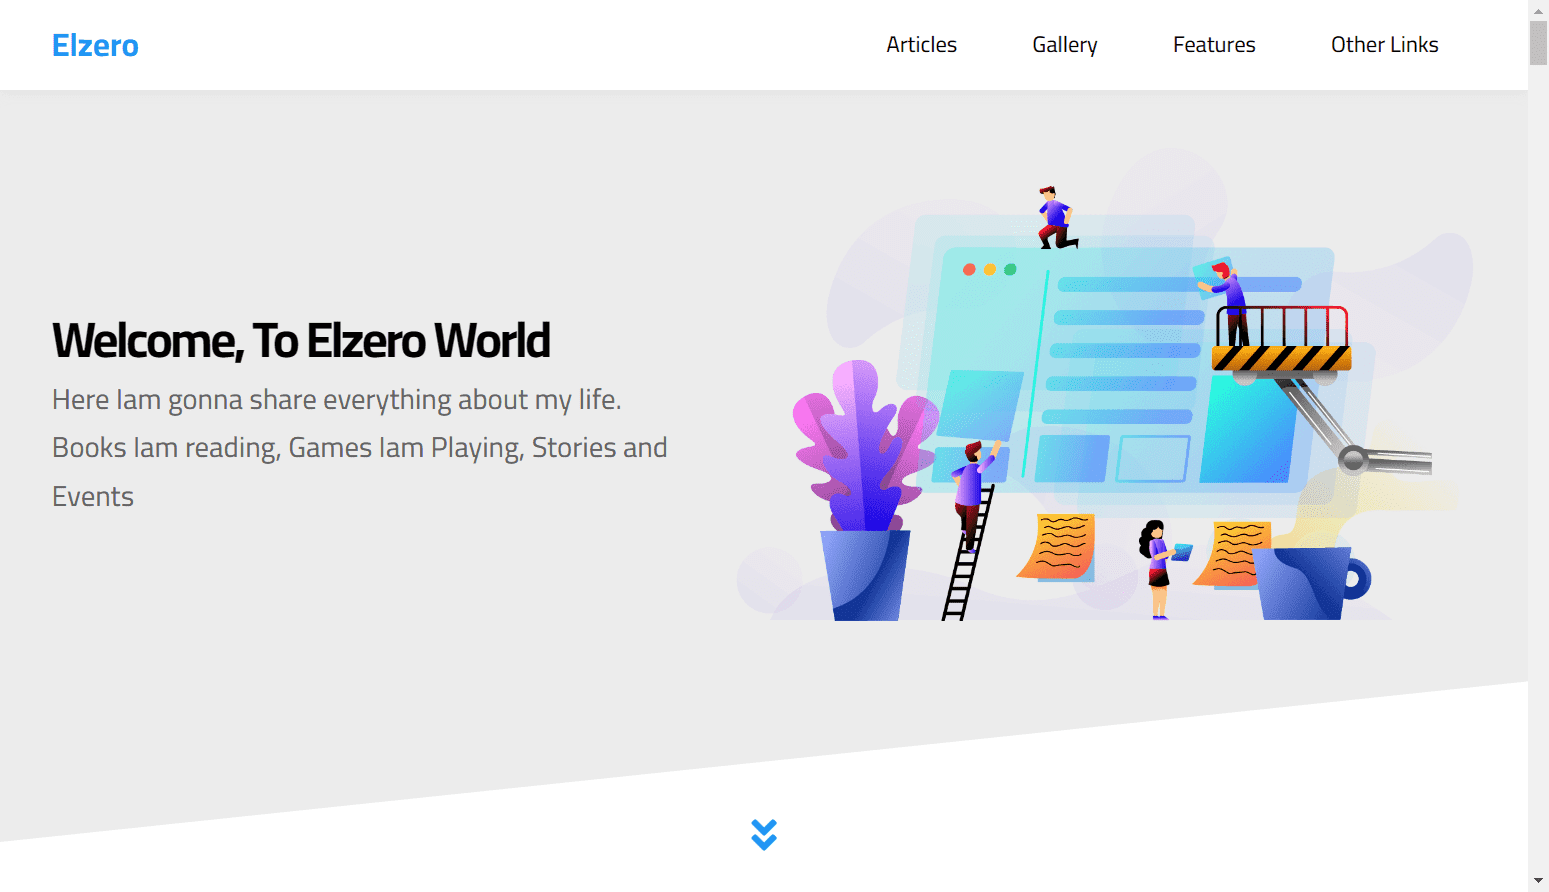 Elzero
Articles
Gallery
Features
Other Links
Welcome, To Elzero World
Here Iam gonna share everything about my life.
Books Iam reading, Games Iam Playing, Stories and
Events